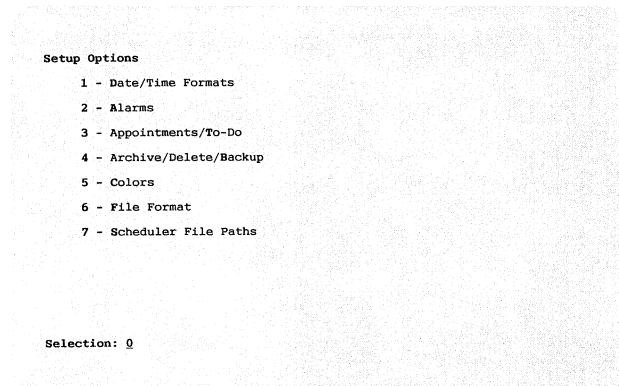 Setup Options
1 - Date/Time Formats
2 - Alarms
3 - Appointments/To-Do
4 - Archive/Delete/Backup
5 - Colors
6 - File Format
7 - Scheduler File Paths
Selection: 0